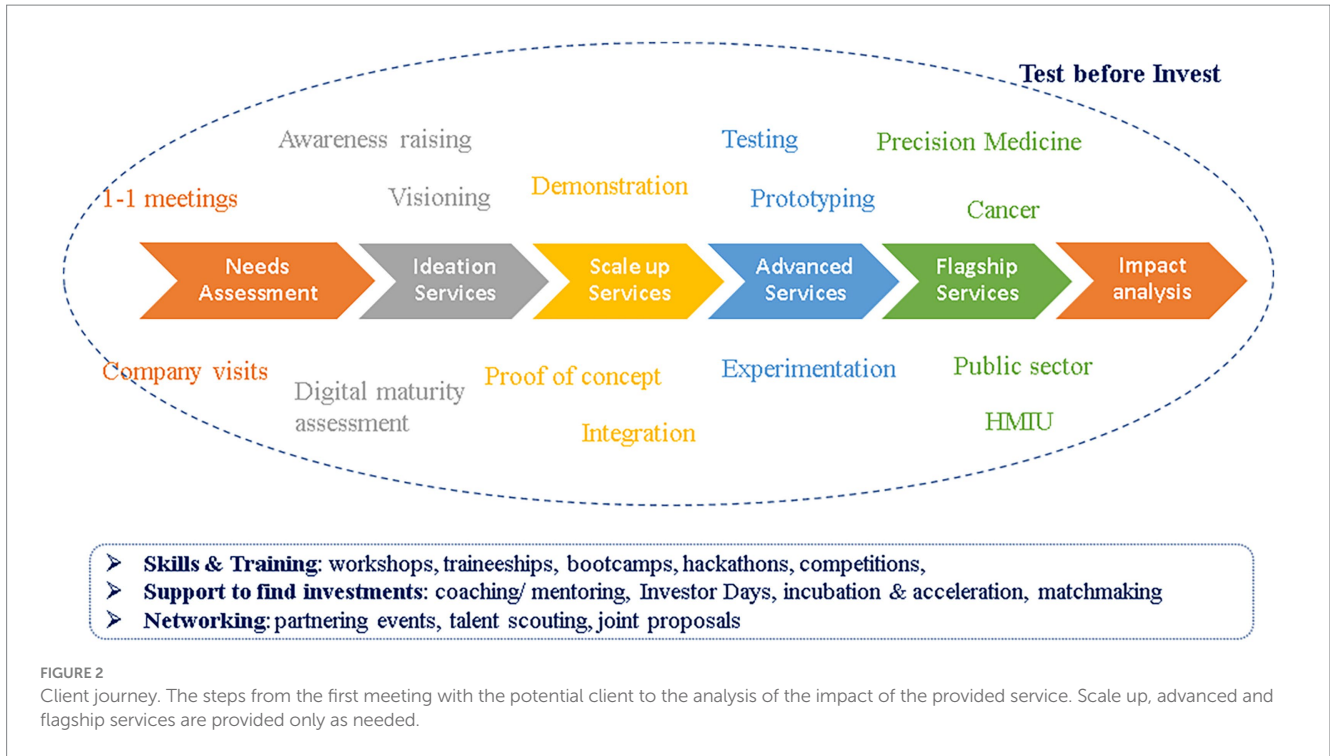 Test before Invest
Awareness raising
Testing
Precision Medicine
1-1 meetings
Visioning
Demonstration
Prototyping
Cancer
Needs
Assessment
Ideation
Services
Scale up
Services
Advanced
Services
Flagship
Services
Impact
analysis
Company visits
Digital maturity
assessment
Proof of concept
Integration
Experimentation
Public sector
HMIU
➢ Skills & Training: workshops, traineeships, bootcamps, hackathons, competitions,
➢ Support to find investments: coaching/ mentoring, Investor Days, incubation & acceleration, matchmaking
➢ Networking: partnering events, talent scouting, joint proposals
FIGURE 2
Client journey. The steps from the first meeting with the potential client to the analysis of the impact of the provided service. Scale up, advanced and
flagship services are provided only as needed.